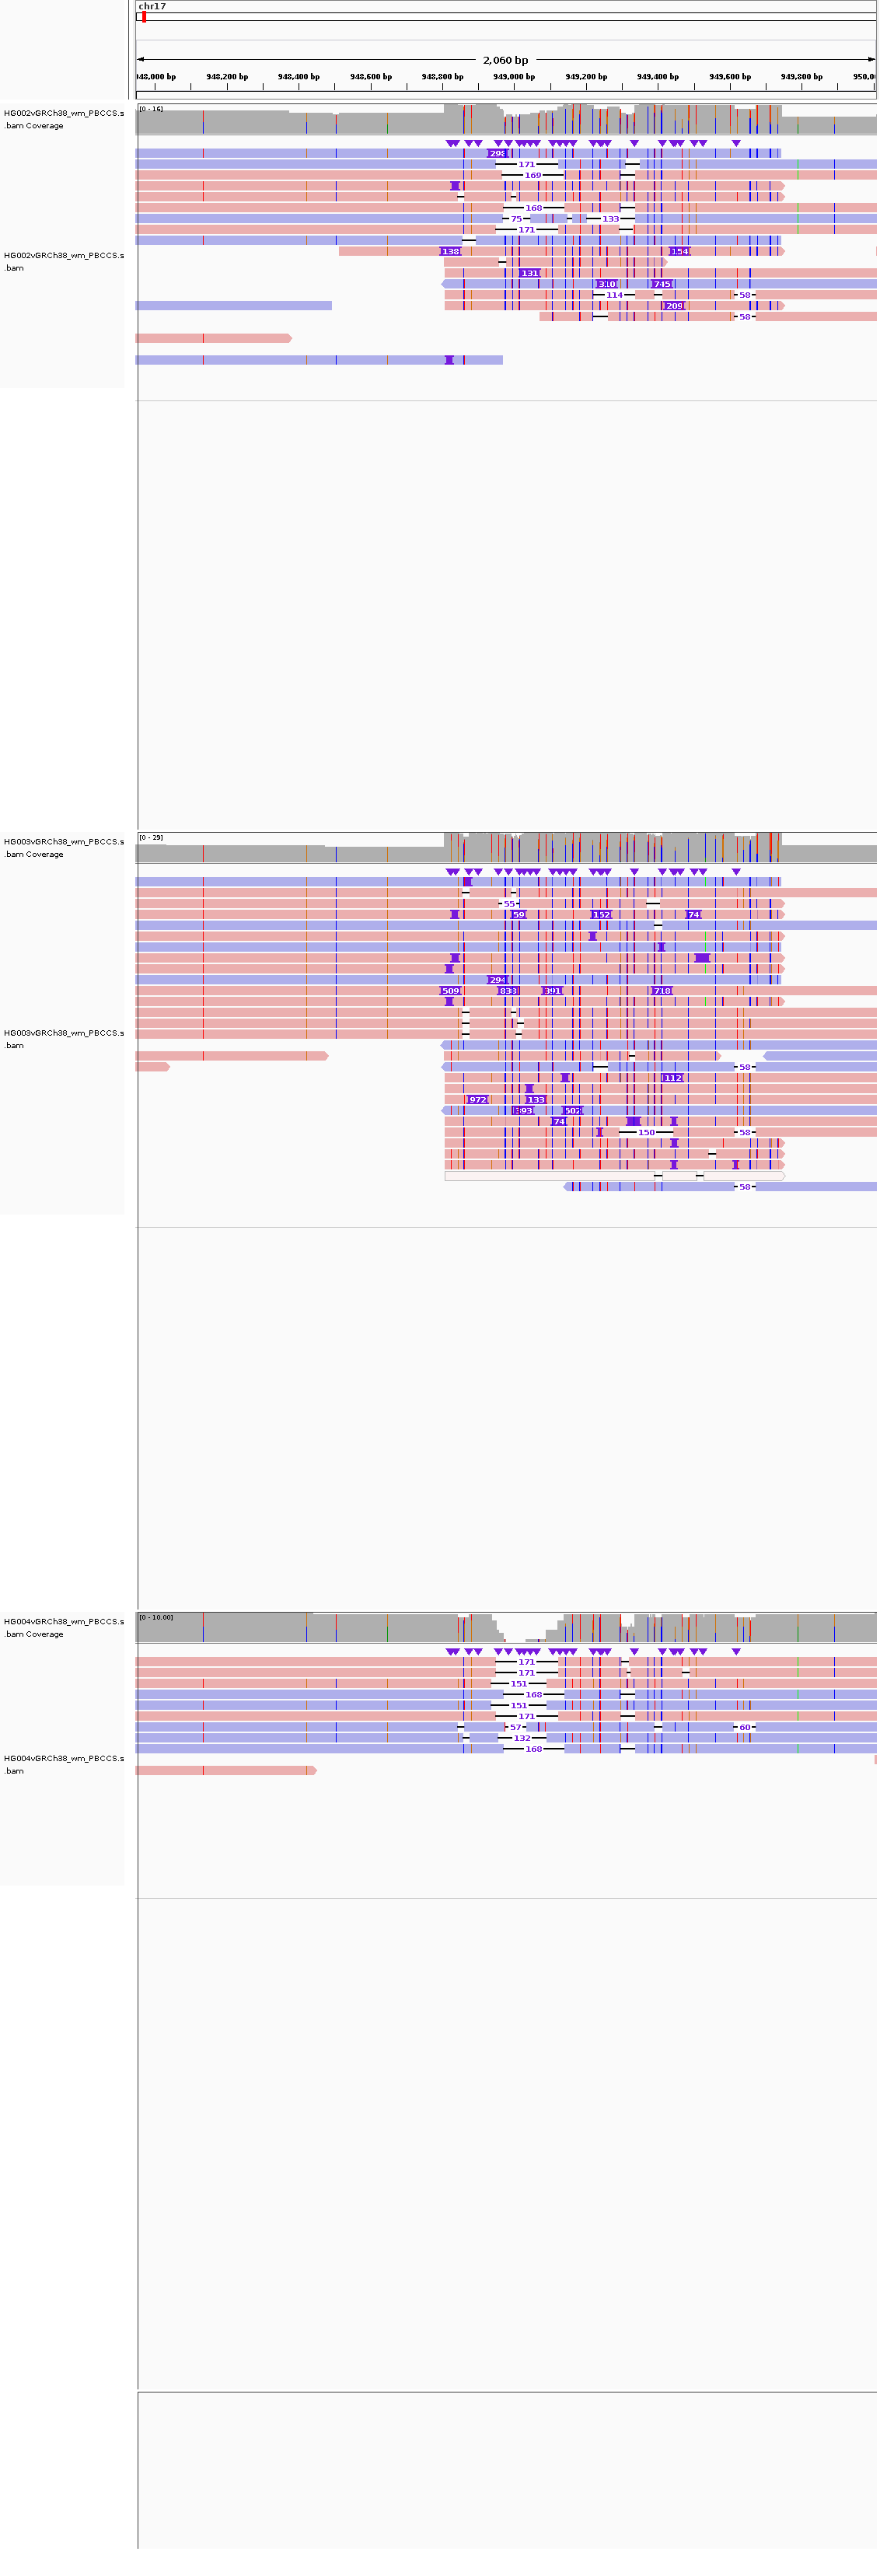 chr17
2,060 bp
948,000 bp 948,200 bp 948,400 bp 948,600 bp 948,800 bp 949,000 bp 949,200 bp 949,400 bp 949,600 bp 949,800 bp 950,0
HG002vGRCh38_wm_PBCCS.s
.bam Coverage
[0 - 16]
298
171
169
168
75 133
171
138 154
131
310 745
114 58
209
58
HG002vGRCh38_wm_PBCCS.s
.bam
HG003vGRCh38_wm_PBCCS.s
.bam Coverage
[0 - 29]
55
59 152 74
294
509 833 391 718
58
112
972 133
393 502
74
150 58
58
HG003vGRCh38_wm_PBCCS.s
.bam
HG004vGRCh38_wm_PBCCS.s
.bam Coverage
[0 - 10.00]
171
171
151
168
151
171
57 60
132
168
HG004vGRCh38_wm_PBCCS.s
.bam